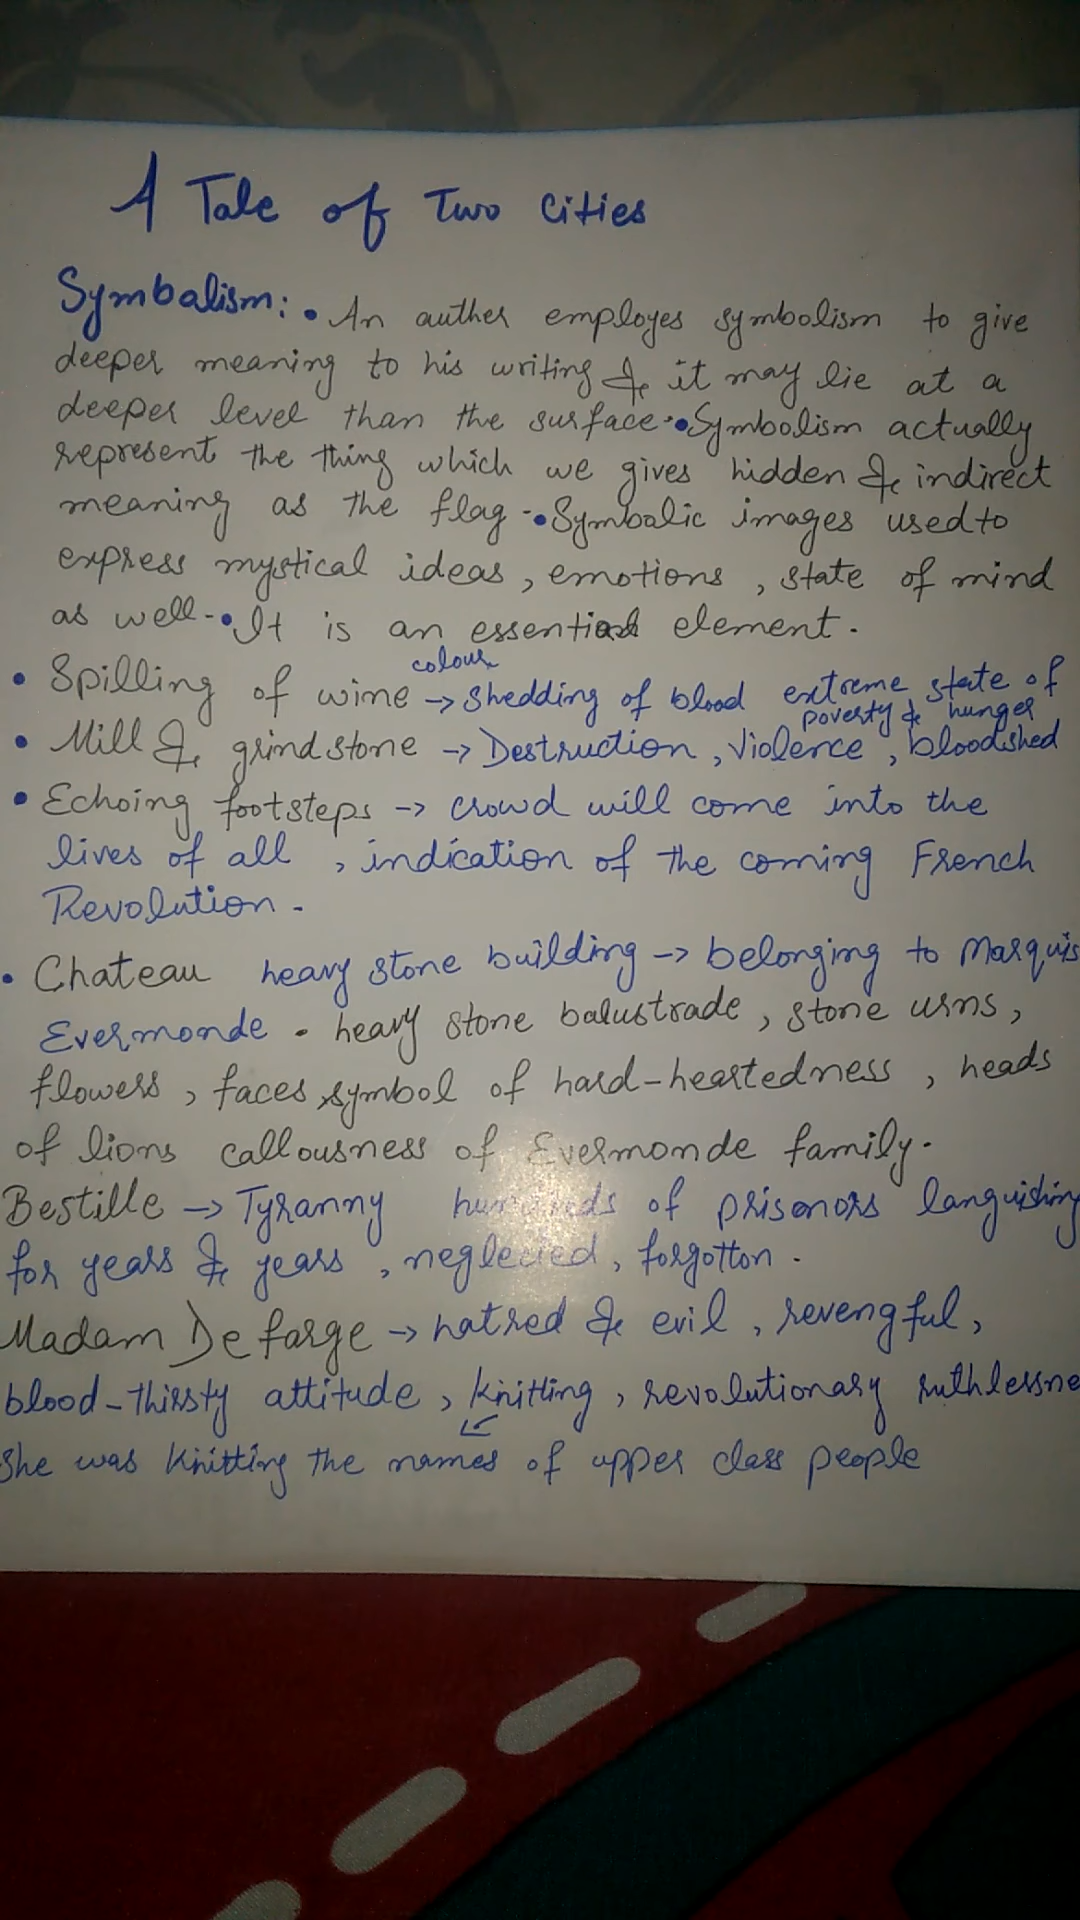 A Tale of Two Cities
Symbalism: • An auther employes symbolism to give
deeper meaning to his writing & it may lie at a
deeper level than the surface. • Symbolism actually
represent the thing which we gives hidden & indirect
meaning as the flag - • Symbolic images used to
express mystical ideas, emotions, state of mind
as well - • It is an essential element.
• Spilling of wine colour → Shedding of blood extreme state of
poverty & hunger
• Mill & grindstone → Destruction, Violence, bloodshed
• Echoing footsteps → crowd will come into the
lives of all, indication of the coming French
Revolution.
• Chateau heavy stone building → belonging to Marquis
Evermonde. heavy stone balustrade, stone urns,
flowers, faces, symbol of hard-heartedness, heads
of lions callousness of Evermonde family.
Bestille → Tyranny hundreds of prisonors languishing
for years & years, neglected, forgotton.
Madam Defarge → hatred & evil, revengful,
blood-thirsty attitude, Knitting, revolutionary ruthlessne
She was Knitting the names of upper class people